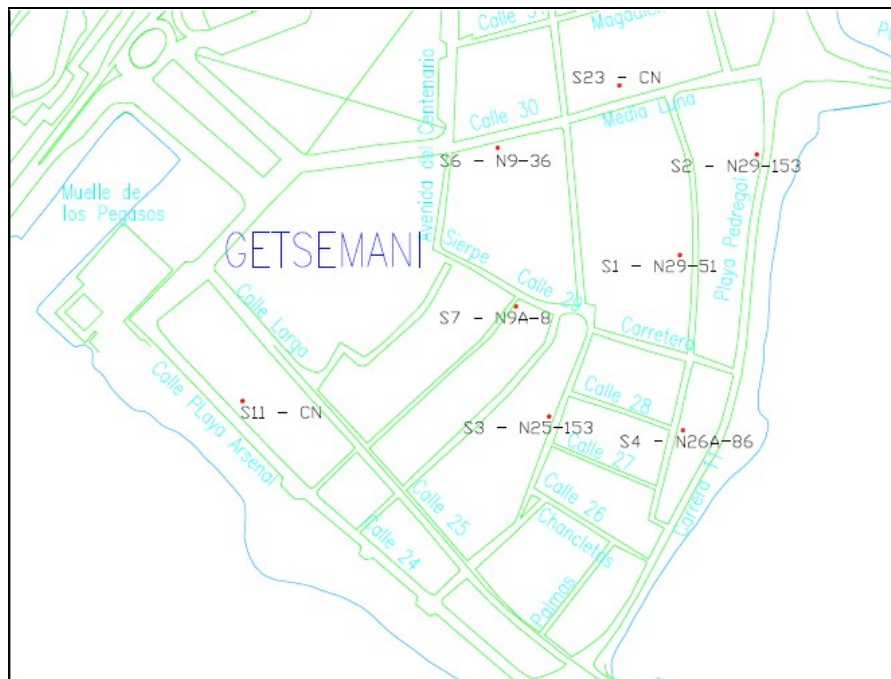 Calle 31
S23 - CN
Avenida del Centenario
Calle 30
Media Luna
S6 - N9-36
S2 - N29-153
Muelle de
los Pegasos
GETSEMANI
Sierpe
Calle 29
S1 - N29-51
Playa Pedregal
Calle Larga
S7 - N9A-8
Carretera
Calle PLaya Arsenal
S11 - CN
Calle 28
S3 - N25-153
S4 - N26A-86
Calle 27
Calle 25
Calle 26
Carrera 11
Chancletas
Calle 24
Palmas